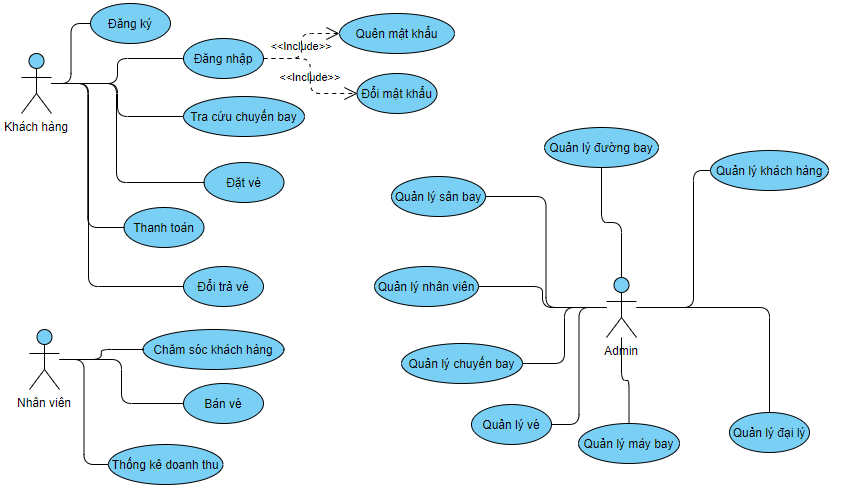 Đăng ký
Đăng nhập
<<Include>>
Quên mật khẩu
<<Include>>
Đổi mật khẩu
Khách hàng
Tra cứu chuyến bay
Đặt vé
Thanh toán
Đổi trả vé
Quản lý đường bay
Quản lý khách hàng
Quản lý sân bay
Quản lý nhân viên
Admin
Quản lý chuyến bay
Quản lý vé
Quản lý máy bay
Quản lý đại lý
Chăm sóc khách hàng
Nhân viên
Bán vé
Thống kê doanh thu